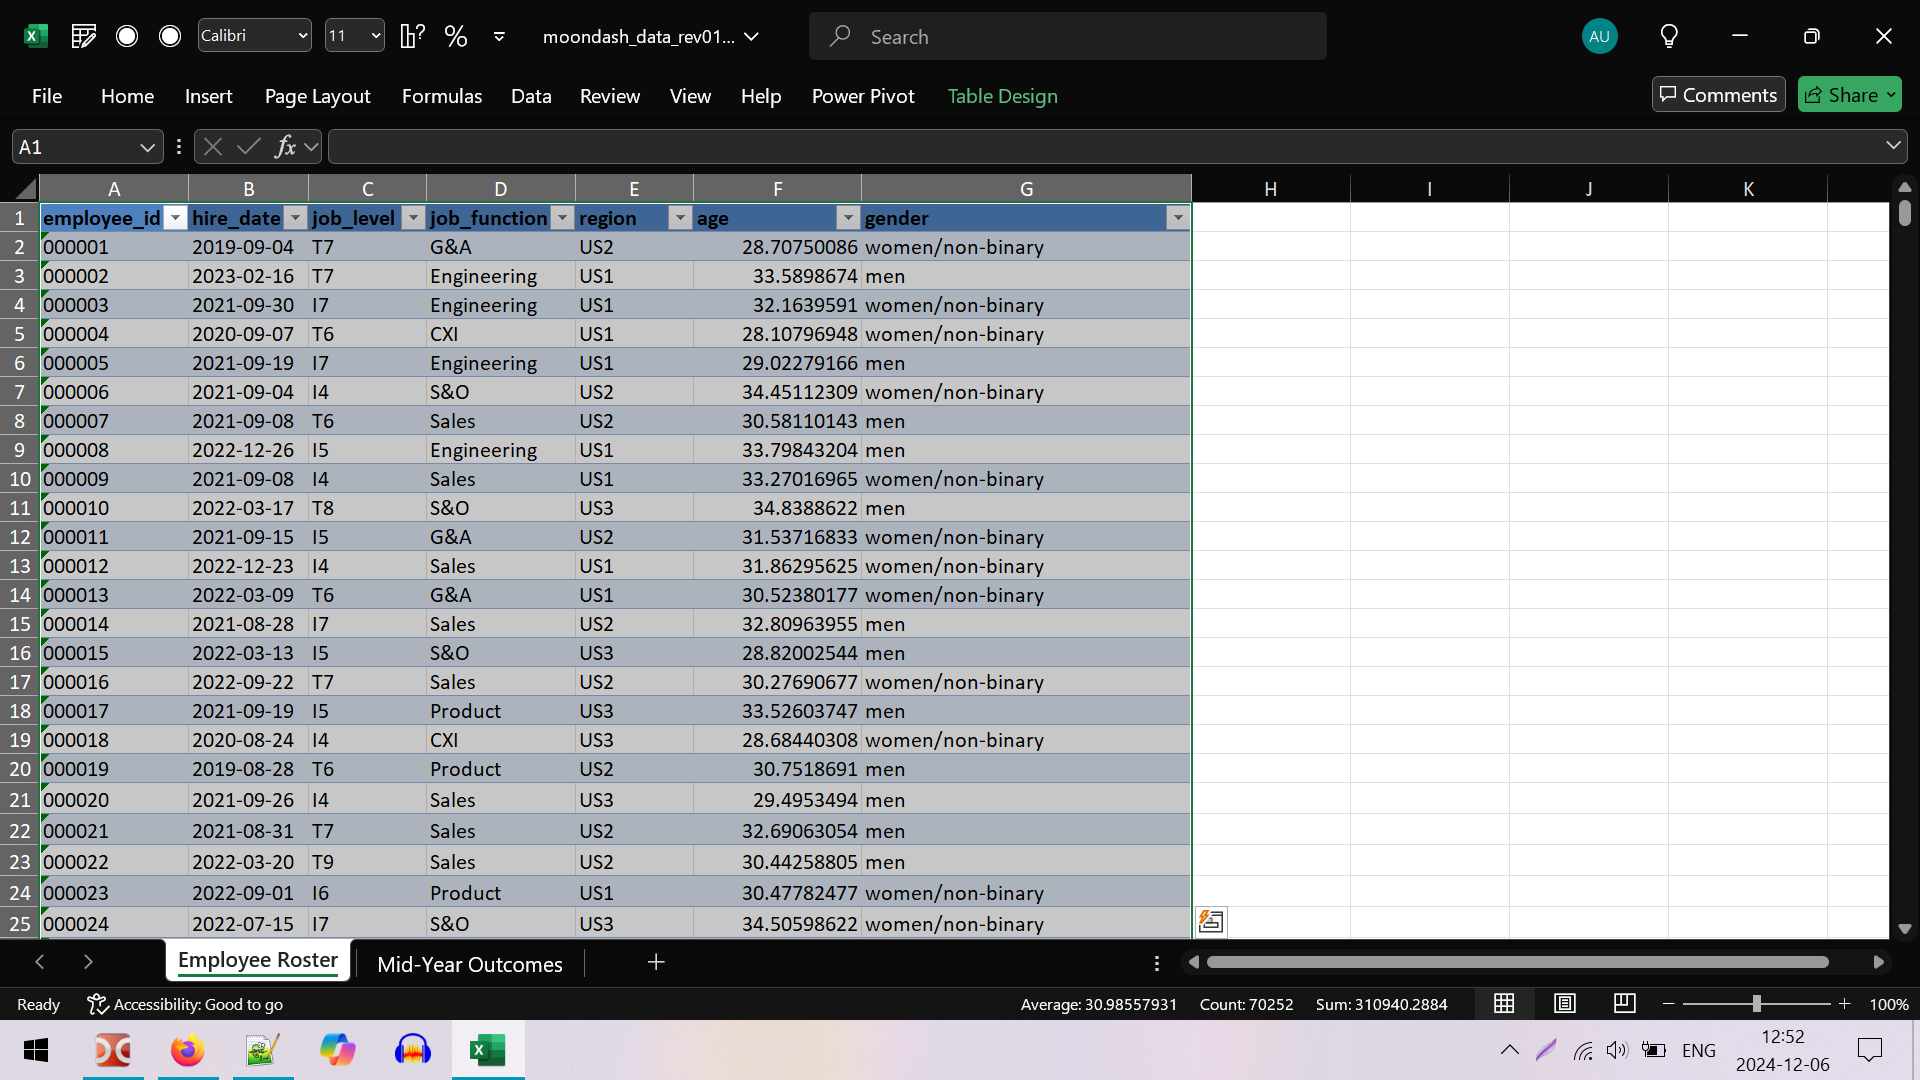 Calibri 11 moondash_data_rev01... Search AU
File Home Insert Page Layout Formulas Data Review View Help Power Pivot Table Design Comments Share
A1 fx
A B C D E F G H I J K
1 employee_id hire_date job_level job_function region age gender
2 000001 2019-09-04 T7 G&A US2 28.70750086 women/non-binary
3 000002 2023-02-16 T7 Engineering US1 33.5898674 men
4 000003 2021-09-30 I7 Engineering US1 32.1639591 women/non-binary
5 000004 2020-09-07 T6 CXI US1 28.10796948 women/non-binary
6 000005 2021-09-19 I7 Engineering US1 29.02279166 men
7 000006 2021-09-04 I4 S&O US2 34.45112309 women/non-binary
8 000007 2021-09-08 T6 Sales US2 30.58110143 men
9 000008 2022-12-26 I5 Engineering US1 33.79843204 men
10 000009 2021-09-08 I4 Sales US1 33.27016965 women/non-binary
11 000010 2022-03-17 T8 S&O US3 34.8388622 men
12 000011 2021-09-15 I5 G&A US2 31.53716833 women/non-binary
13 000012 2022-12-23 I4 Sales US1 31.86295625 women/non-binary
14 000013 2022-03-09 T6 G&A US1 30.52380177 women/non-binary
15 000014 2021-08-28 I7 Sales US2 32.80963955 men
16 000015 2022-03-13 I5 S&O US3 28.82002544 men
17 000016 2022-09-22 T7 Sales US2 30.27690677 women/non-binary
18 000017 2021-09-19 I5 Product US3 33.52603747 men
19 000018 2020-08-24 I4 CXI US3 28.68440308 women/non-binary
20 000019 2019-08-28 T6 Product US2 30.7518691 men
21 000020 2021-09-26 I4 Sales US3 29.4953494 men
22 000021 2021-08-31 T7 Sales US2 32.69063054 men
23 000022 2022-03-20 T9 Sales US2 30.44258805 men
24 000023 2022-09-01 I6 Product US1 30.47782477 women/non-binary
25 000024 2022-07-15 I7 S&O US3 34.50598622 women/non-binary
Employee Roster Mid-Year Outcomes
Ready Accessibility: Good to go Average: 30.98557931 Count: 70252 Sum: 310940.2884 100%
ENG 12:52
2024-12-06